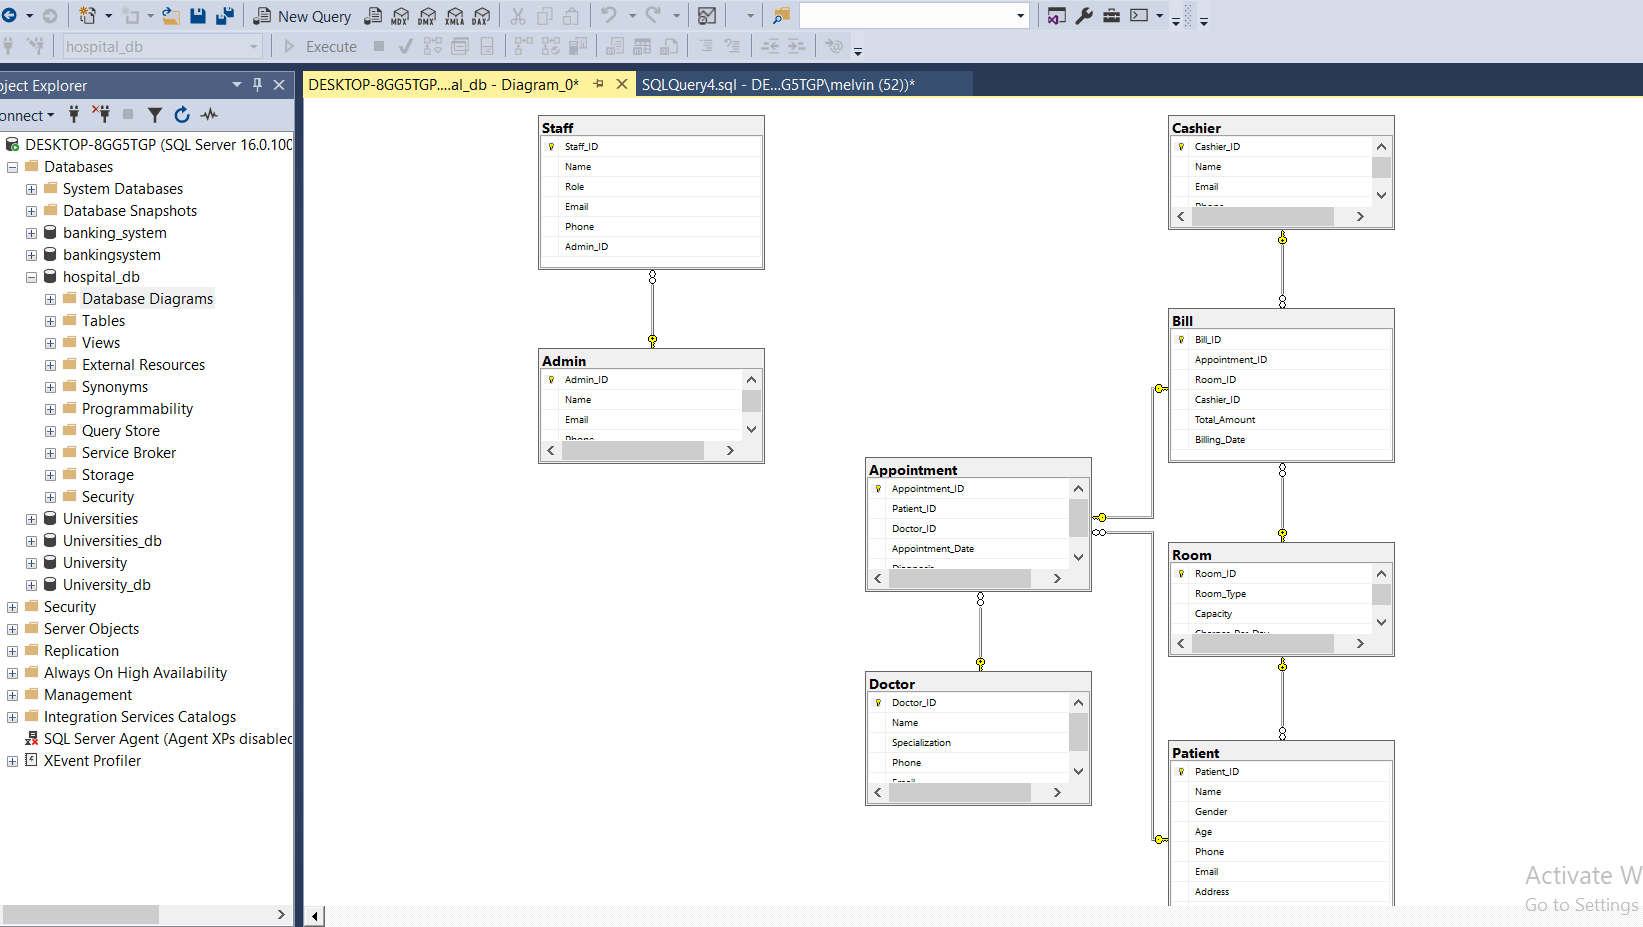 New Query
MDX
DMX
XMLA
DAX
hospital_db
Execute
bject Explorer
DESKTOP-8GG5TGP....al_db - Diagram_0*
SQLQuery4.sql - DE...G5TGP\melvin (52))*
onnect
DESKTOP-8GG5TGP (SQL Server 16.0.100
Databases
System Databases
Database Snapshots
banking_system
bankingsystem
hospital_db
Database Diagrams
Tables
Views
External Resources
Synonyms
Programmability
Query Store
Service Broker
Storage
Security
Universities
Universities_db
University
University_db
Security
Server Objects
Replication
Always On High Availability
Management
Integration Services Catalogs
SQL Server Agent (Agent XPs disabled
XEvent Profiler
Staff
Staff_ID
Name
Role
Email
Phone
Admin_ID
Admin
Admin_ID
Name
Email
Phone
Appointment
Appointment_ID
Patient_ID
Doctor_ID
Appointment_Date
Diagnosis
Doctor
Doctor_ID
Name
Specialization
Phone
Email
Cashier
Cashier_ID
Name
Email
Phone
Bill
Bill_ID
Appointment_ID
Room_ID
Cashier_ID
Total_Amount
Billing_Date
Room
Room_ID
Room_Type
Capacity
Charges_Per_Day
Patient
Patient_ID
Name
Gender
Age
Phone
Email
Address
Activate W
Go to Settings